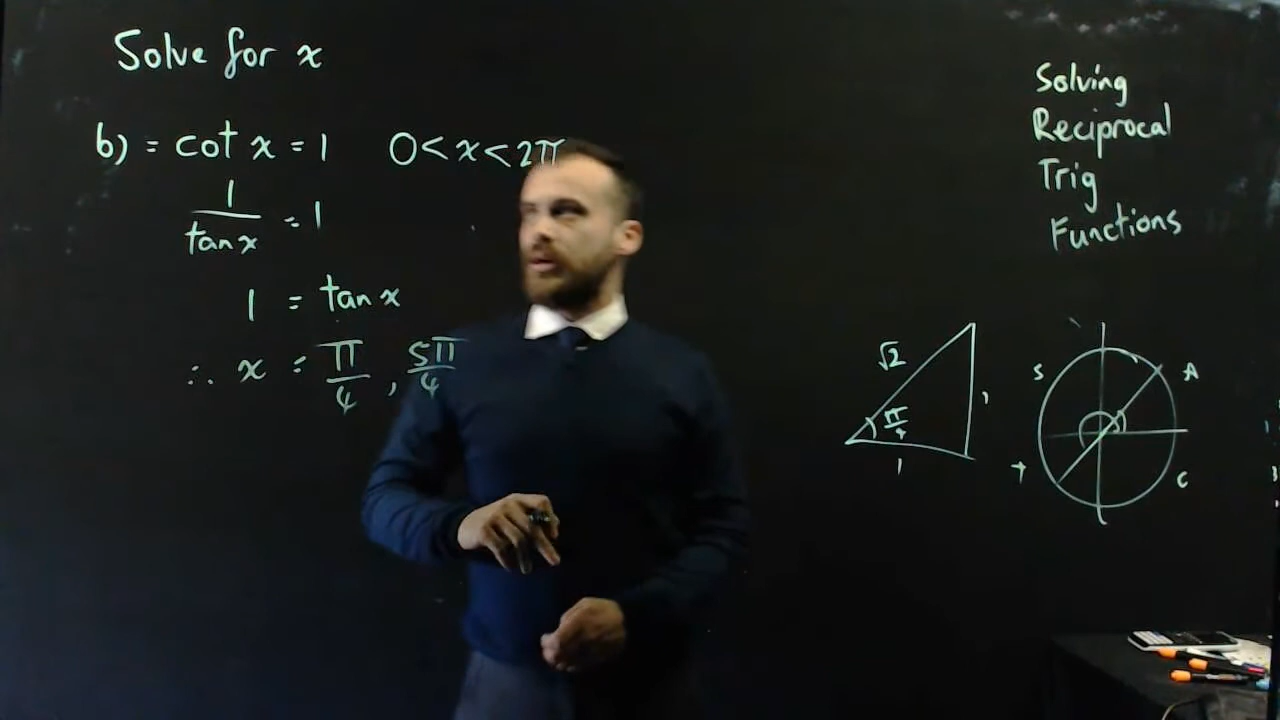 Solve for x
b) = cot x = 1 0 < x < 2π
1/tan x = 1
1 = tan x
∴ x = π/4, 5π/4
Solving
Reciprocal
Trig
Functions
√2
π/4
1
1
S
A
T
C